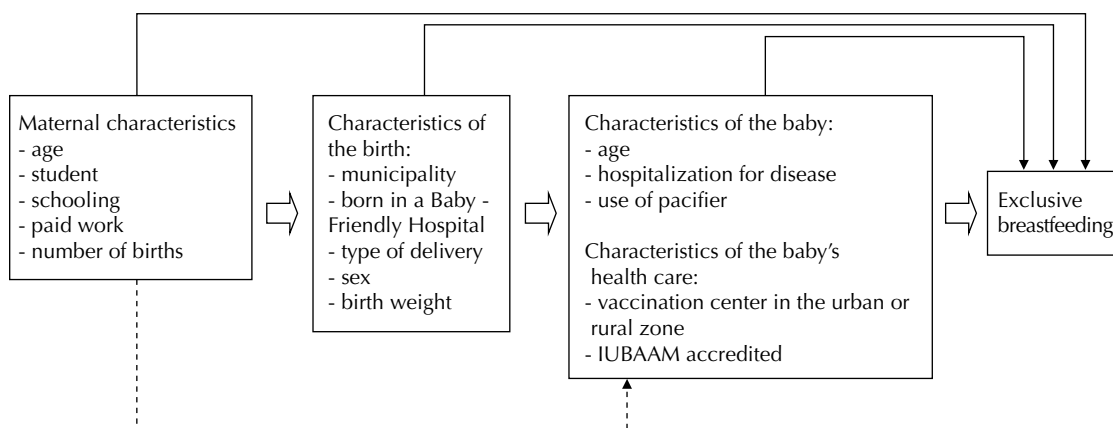 Maternal characteristics
- age
- student
- schooling
- paid work
- number of births
Characteristics of
the birth:
- municipality
- born in a Baby -
Friendly Hospital
- type of delivery
- sex
- birth weight
Characteristics of the baby:
- age
- hospitalization for disease
- use of pacifier
Characteristics of the baby's
health care:
- vaccination center in the urban or
rural zone
- IUBAAM accredited
Exclusive
breastfeeding